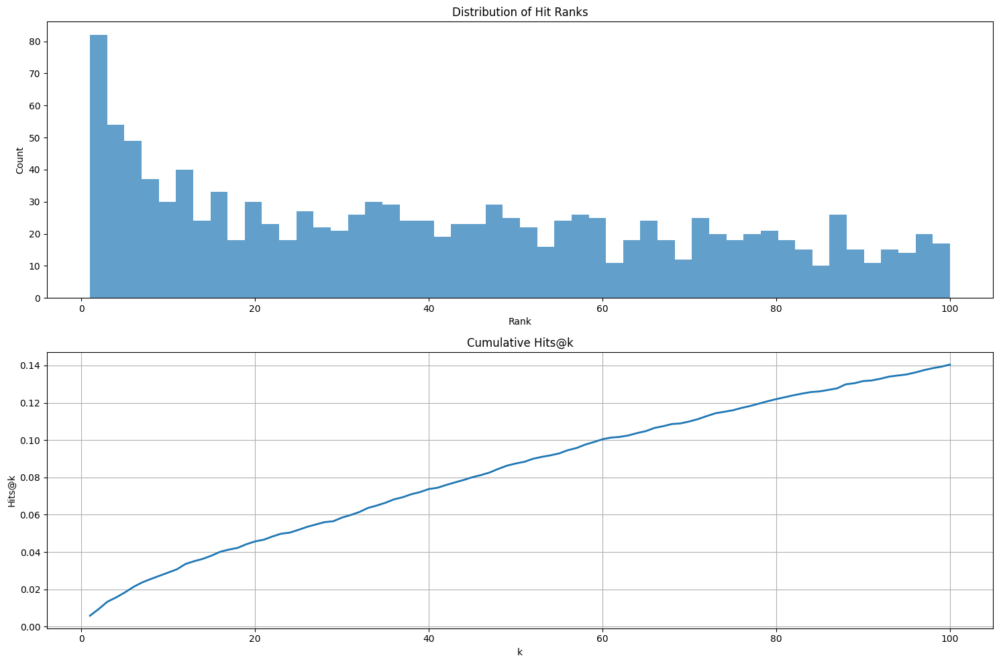 Distribution of Hit Ranks
80
70
60
50
40
30
20
10
0
Count
0 20 40 60 80 100
Rank
Cumulative Hits@k
0.14
0.12
0.10
0.08
0.06
0.04
0.02
0.00
Hits@k
0 20 40 60 80 100
k